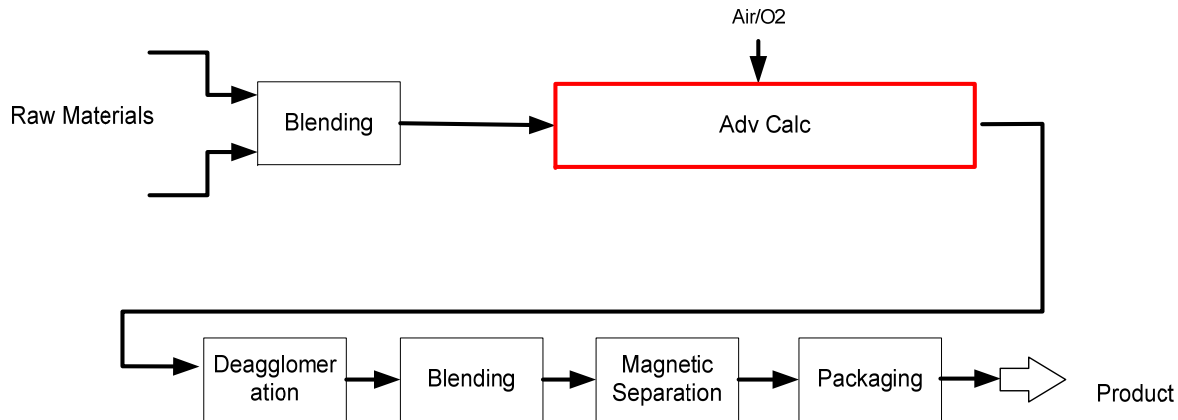 Air/O2
Raw Materials
Blending
Adv Calc
Deagglomer
ation
Blending
Magnetic
Separation
Packaging
Product